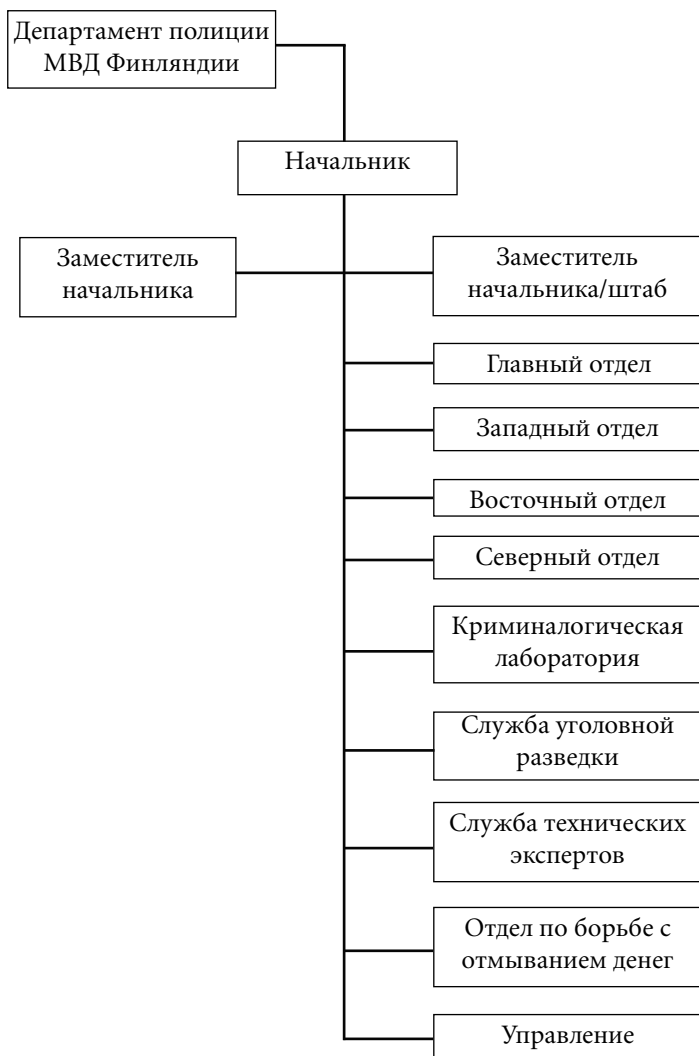 Департамент полиции
МВД Финляндии
Начальник
Заместитель
начальника
Заместитель
начальника/штаб
Главный отдел
Западный отдел
Восточный отдел
Северный отдел
Криминалогическая
лаборатория
Служба уголовной
разведки
Служба технических
экспертов
Отдел по борьбе с
отмыванием денег
Управление